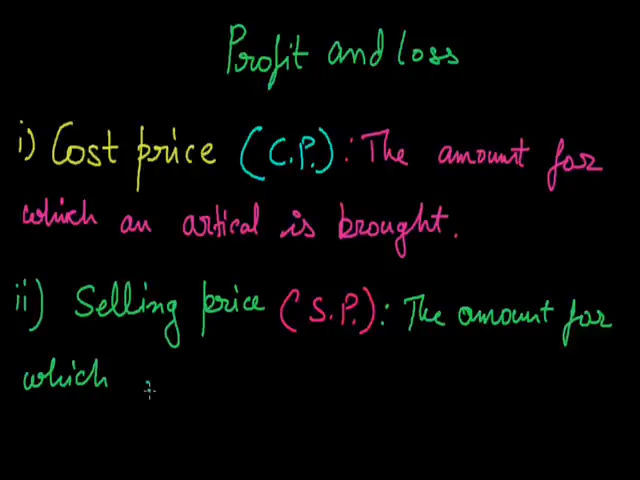 Profit and loss
i) Cost price (C.P.): The amount for
which an artical is brought.
ii) Selling price (S.P.): The amount for
which